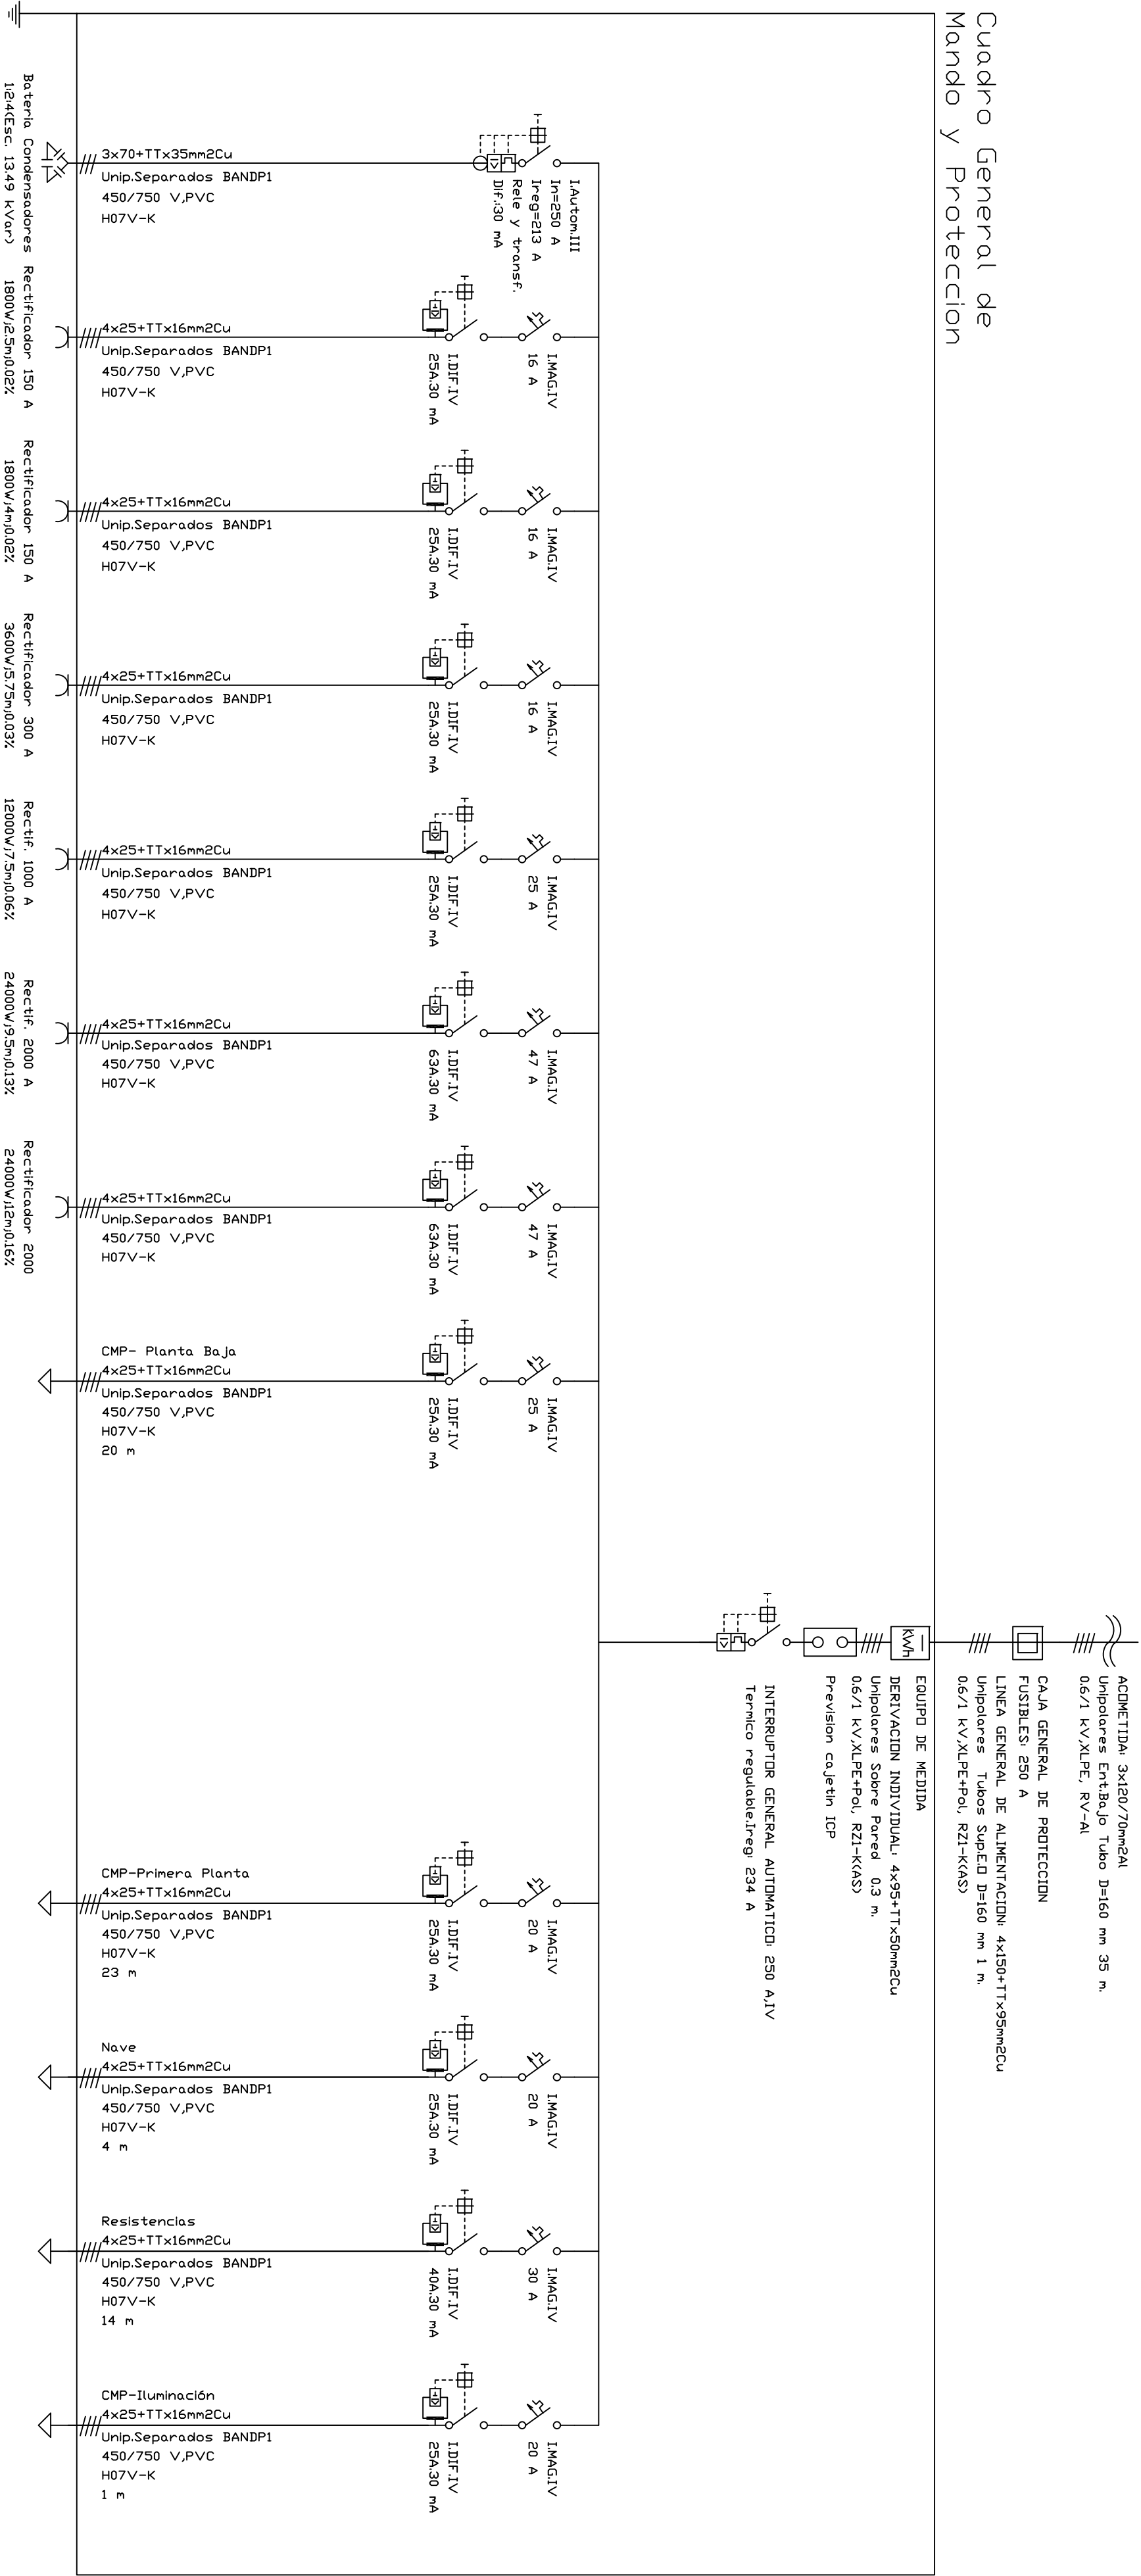 Cuadro General de
Mando y Proteccion
ACOMETIDA: 3x120/70mm2Al
Unipolares Ent.Bajo Tubo D=160 mm 35 m.
0.6/1 kV,XLPE, RV-Al
CAJA GENERAL DE PROTECCION
FUSIBLES: 250 A
LINEA GENERAL DE ALIMENTACION: 4x150+TTx95mm2Cu
Unipolares Tubos Sup.E.O D=160 mm 1 m.
0.6/1 kV,XLPE+Pol, RZ1-K(AS)
EQUIPO DE MEDIDA
kWh
DERIVACION INDIVIDUAL: 4x95+TTx50mm2Cu
Unipolares Sobre Pared 0.3 m.
0.6/1 kV,XLPE+Pol, RZ1-K(AS)
Prevision cajetin ICP
INTERRUPTOR GENERAL AUTOMATICO: 250 A,IV
Termico regulable.Ireg: 234 A
I.Autom.III
In=250 A
Ireg=213 A
Rele y transf.
Dif.:30 mA
3x70+TTx35mm2Cu
Unip.Separados BANDP1
450/750 V,PVC
H07V-K
Bateria Condensadores
1:2:4(Esc. 13.49 kVar)
I.MAG.IV
16 A
I.DIF.IV
25A.30 mA
4x25+TTx16mm2Cu
Unip.Separados BANDP1
450/750 V,PVC
H07V-K
Rectificador 150 A
1800W;2.5m;0.02%
I.MAG.IV
16 A
I.DIF.IV
25A.30 mA
4x25+TTx16mm2Cu
Unip.Separados BANDP1
450/750 V,PVC
H07V-K
Rectificador 150 A
1800W;4m;0.02%
I.MAG.IV
16 A
I.DIF.IV
25A.30 mA
4x25+TTx16mm2Cu
Unip.Separados BANDP1
450/750 V,PVC
H07V-K
Rectificador 300 A
3600W;5.75m;0.03%
I.MAG.IV
25 A
I.DIF.IV
25A.30 mA
4x25+TTx16mm2Cu
Unip.Separados BANDP1
450/750 V,PVC
H07V-K
Rectif. 1000 A
12000W;7.5m;0.06%
I.MAG.IV
47 A
I.DIF.IV
63A.30 mA
4x25+TTx16mm2Cu
Unip.Separados BANDP1
450/750 V,PVC
H07V-K
Rectif. 2000 A
24000W;9.5m;0.13%
I.MAG.IV
47 A
I.DIF.IV
63A.30 mA
4x25+TTx16mm2Cu
Unip.Separados BANDP1
450/750 V,PVC
H07V-K
Rectificador 2000
24000W;12m;0.16%
I.MAG.IV
25 A
I.DIF.IV
25A.30 mA
CMP- Planta Baja
4x25+TTx16mm2Cu
Unip.Separados BANDP1
450/750 V,PVC
H07V-K
20 m
I.MAG.IV
20 A
I.DIF.IV
25A.30 mA
CMP-Primera Planta
4x25+TTx16mm2Cu
Unip.Separados BANDP1
450/750 V,PVC
H07V-K
23 m
I.MAG.IV
20 A
I.DIF.IV
25A.30 mA
Nave
4x25+TTx16mm2Cu
Unip.Separados BANDP1
450/750 V,PVC
H07V-K
4 m
I.MAG.IV
30 A
I.DIF.IV
40A.30 mA
Resistencias
4x25+TTx16mm2Cu
Unip.Separados BANDP1
450/750 V,PVC
H07V-K
14 m
I.MAG.IV
20 A
I.DIF.IV
25A.30 mA
CMP-Iluminación
4x25+TTx16mm2Cu
Unip.Separados BANDP1
450/750 V,PVC
H07V-K
1 m